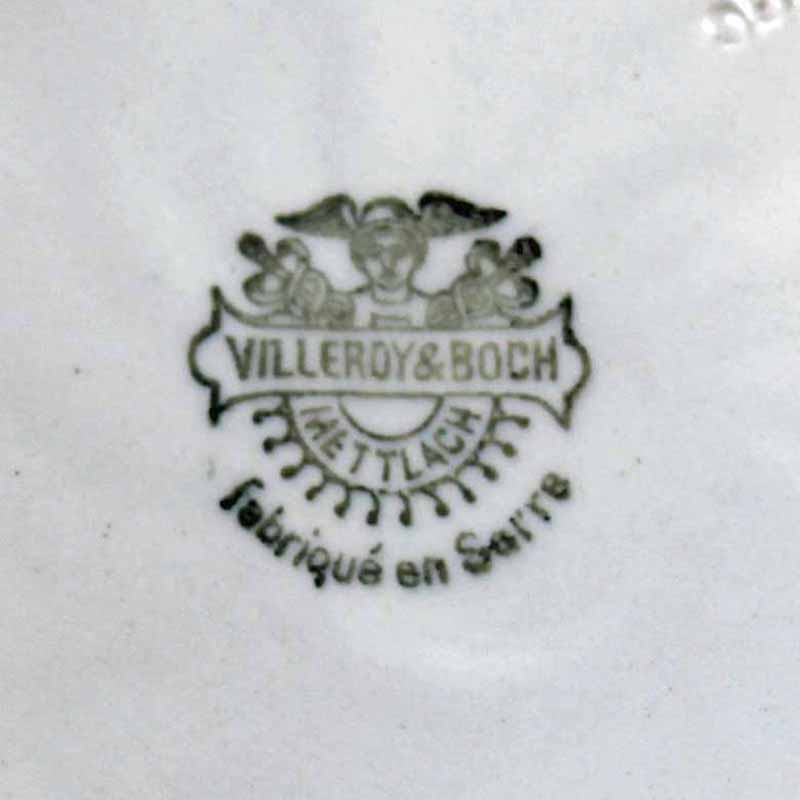 VILLEROY & BOCH
METTLACH
fabriqué en Sarre